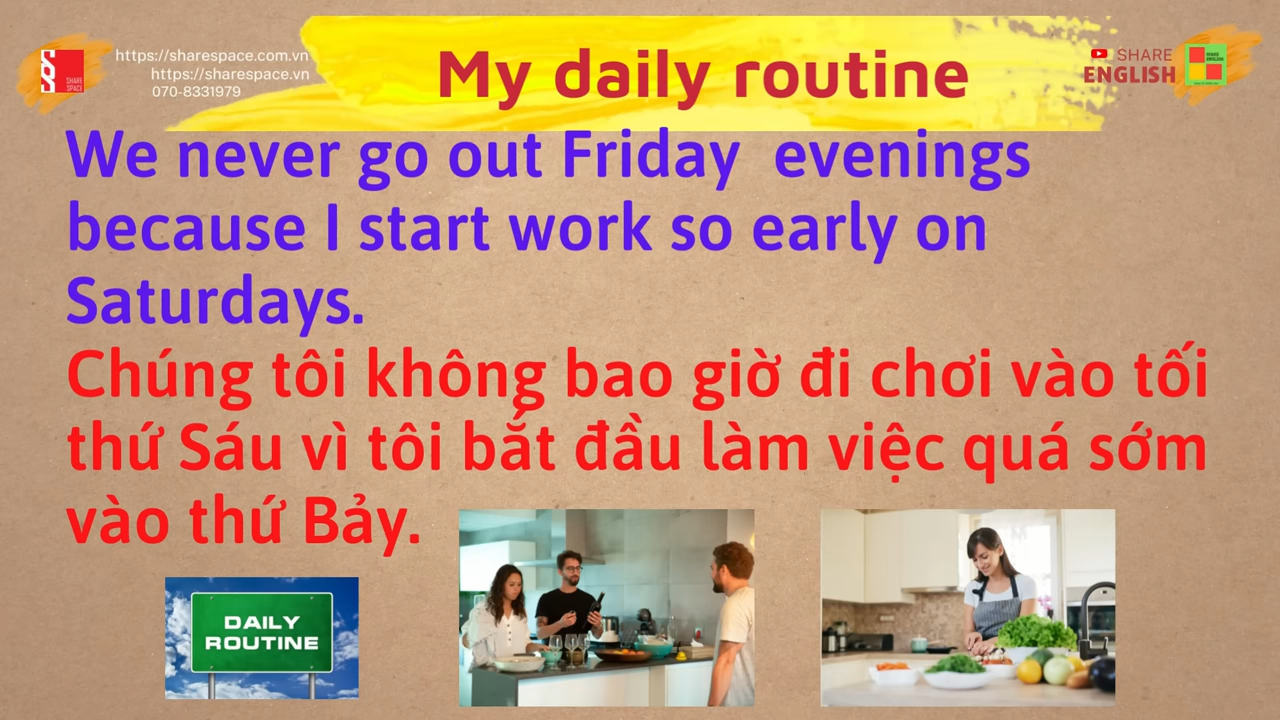 https://sharespace.com.vn
https://sharespace.vn
070-8331979
SHARE
SPACE
My daily routine
SHARE
ENGLISH
We never go out Friday  evenings
because I start work so early on
Saturdays.
Chúng tôi không bao giờ đi chơi vào tối
thứ Sáu vì tôi bắt đầu làm việc quá sớm
vào thứ Bảy.
DAILY
ROUTINE